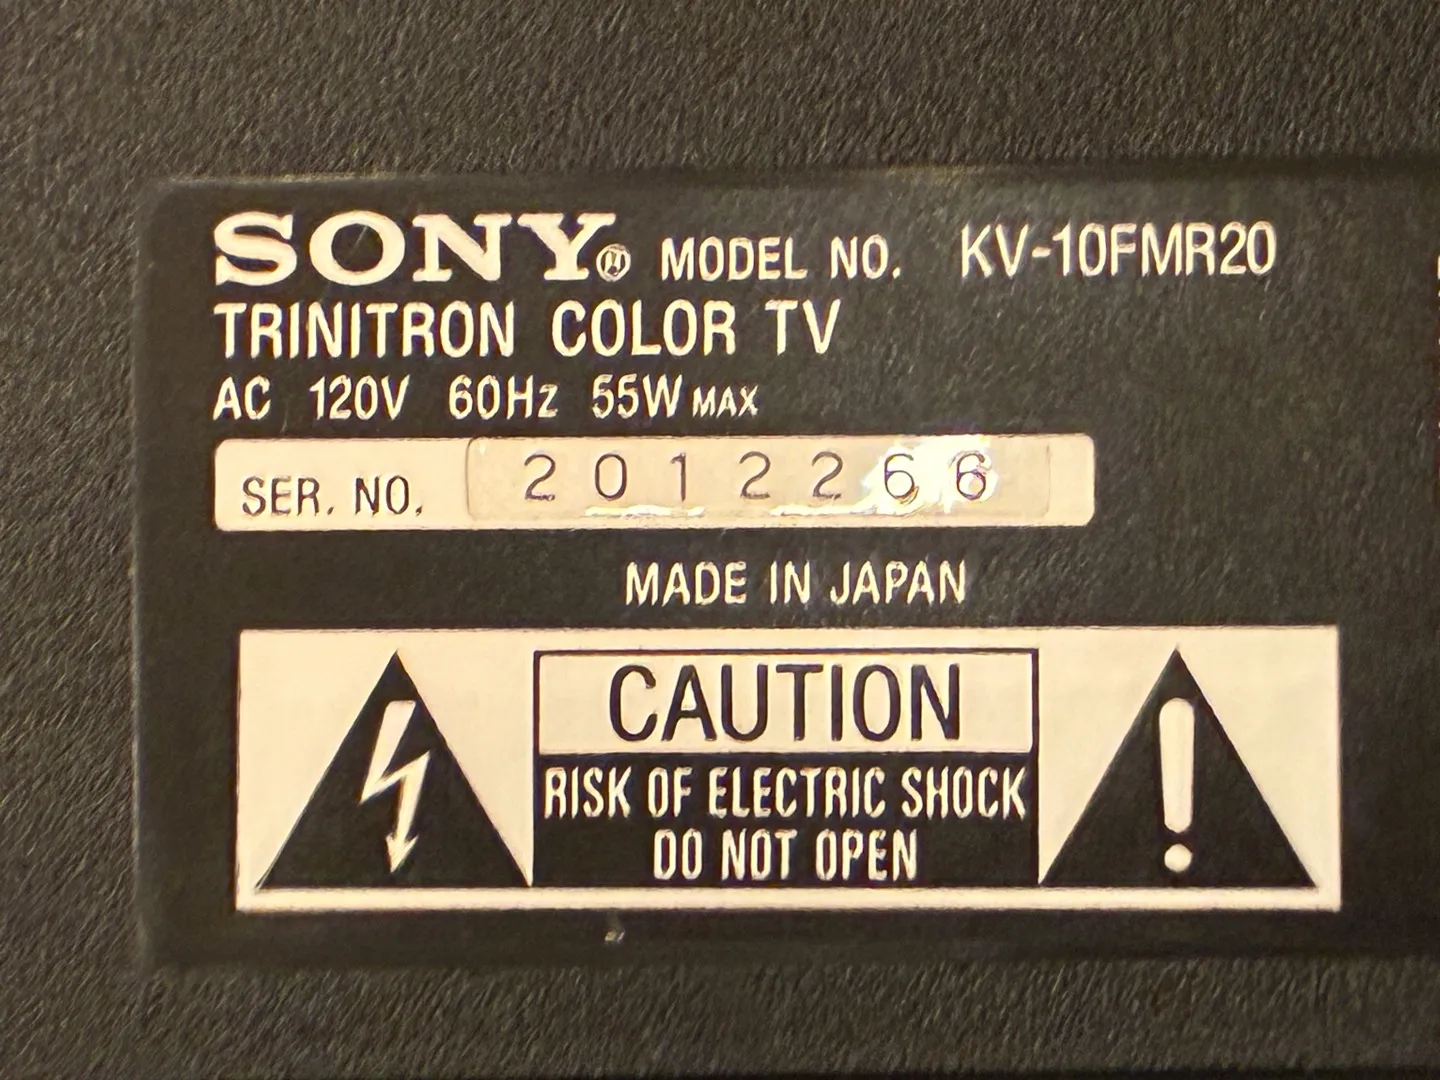 SONY® MODEL NO. KV-10FMR20
TRINITRON COLOR TV
AC 120V 60Hz 55W MAX
SER. NO. 2012266
MADE IN JAPAN
CAUTION
RISK OF ELECTRIC SHOCK
DO NOT OPEN